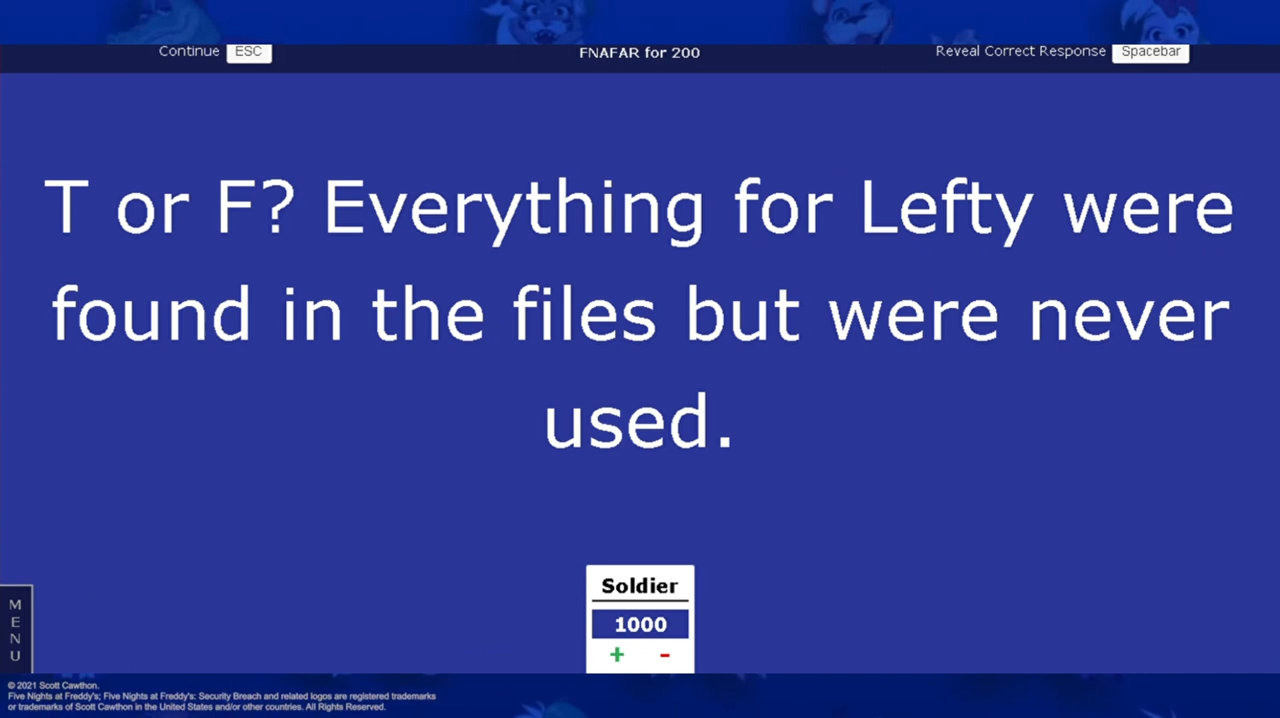 Continue ESC
FNAFAR for 200
Reveal Correct Response Spacebar
T or F? Everything for Lefty were
found in the files but were never
used.
Soldier
1000
+ -
MENU
© 2021 Scott Cawthon.
Five Nights at Freddy's; Five Nights at Freddy's: Security Breach and related logos are registered trademarks
or trademarks of Scott Cawthon in the United States and/or other countries. All Rights Reserved.